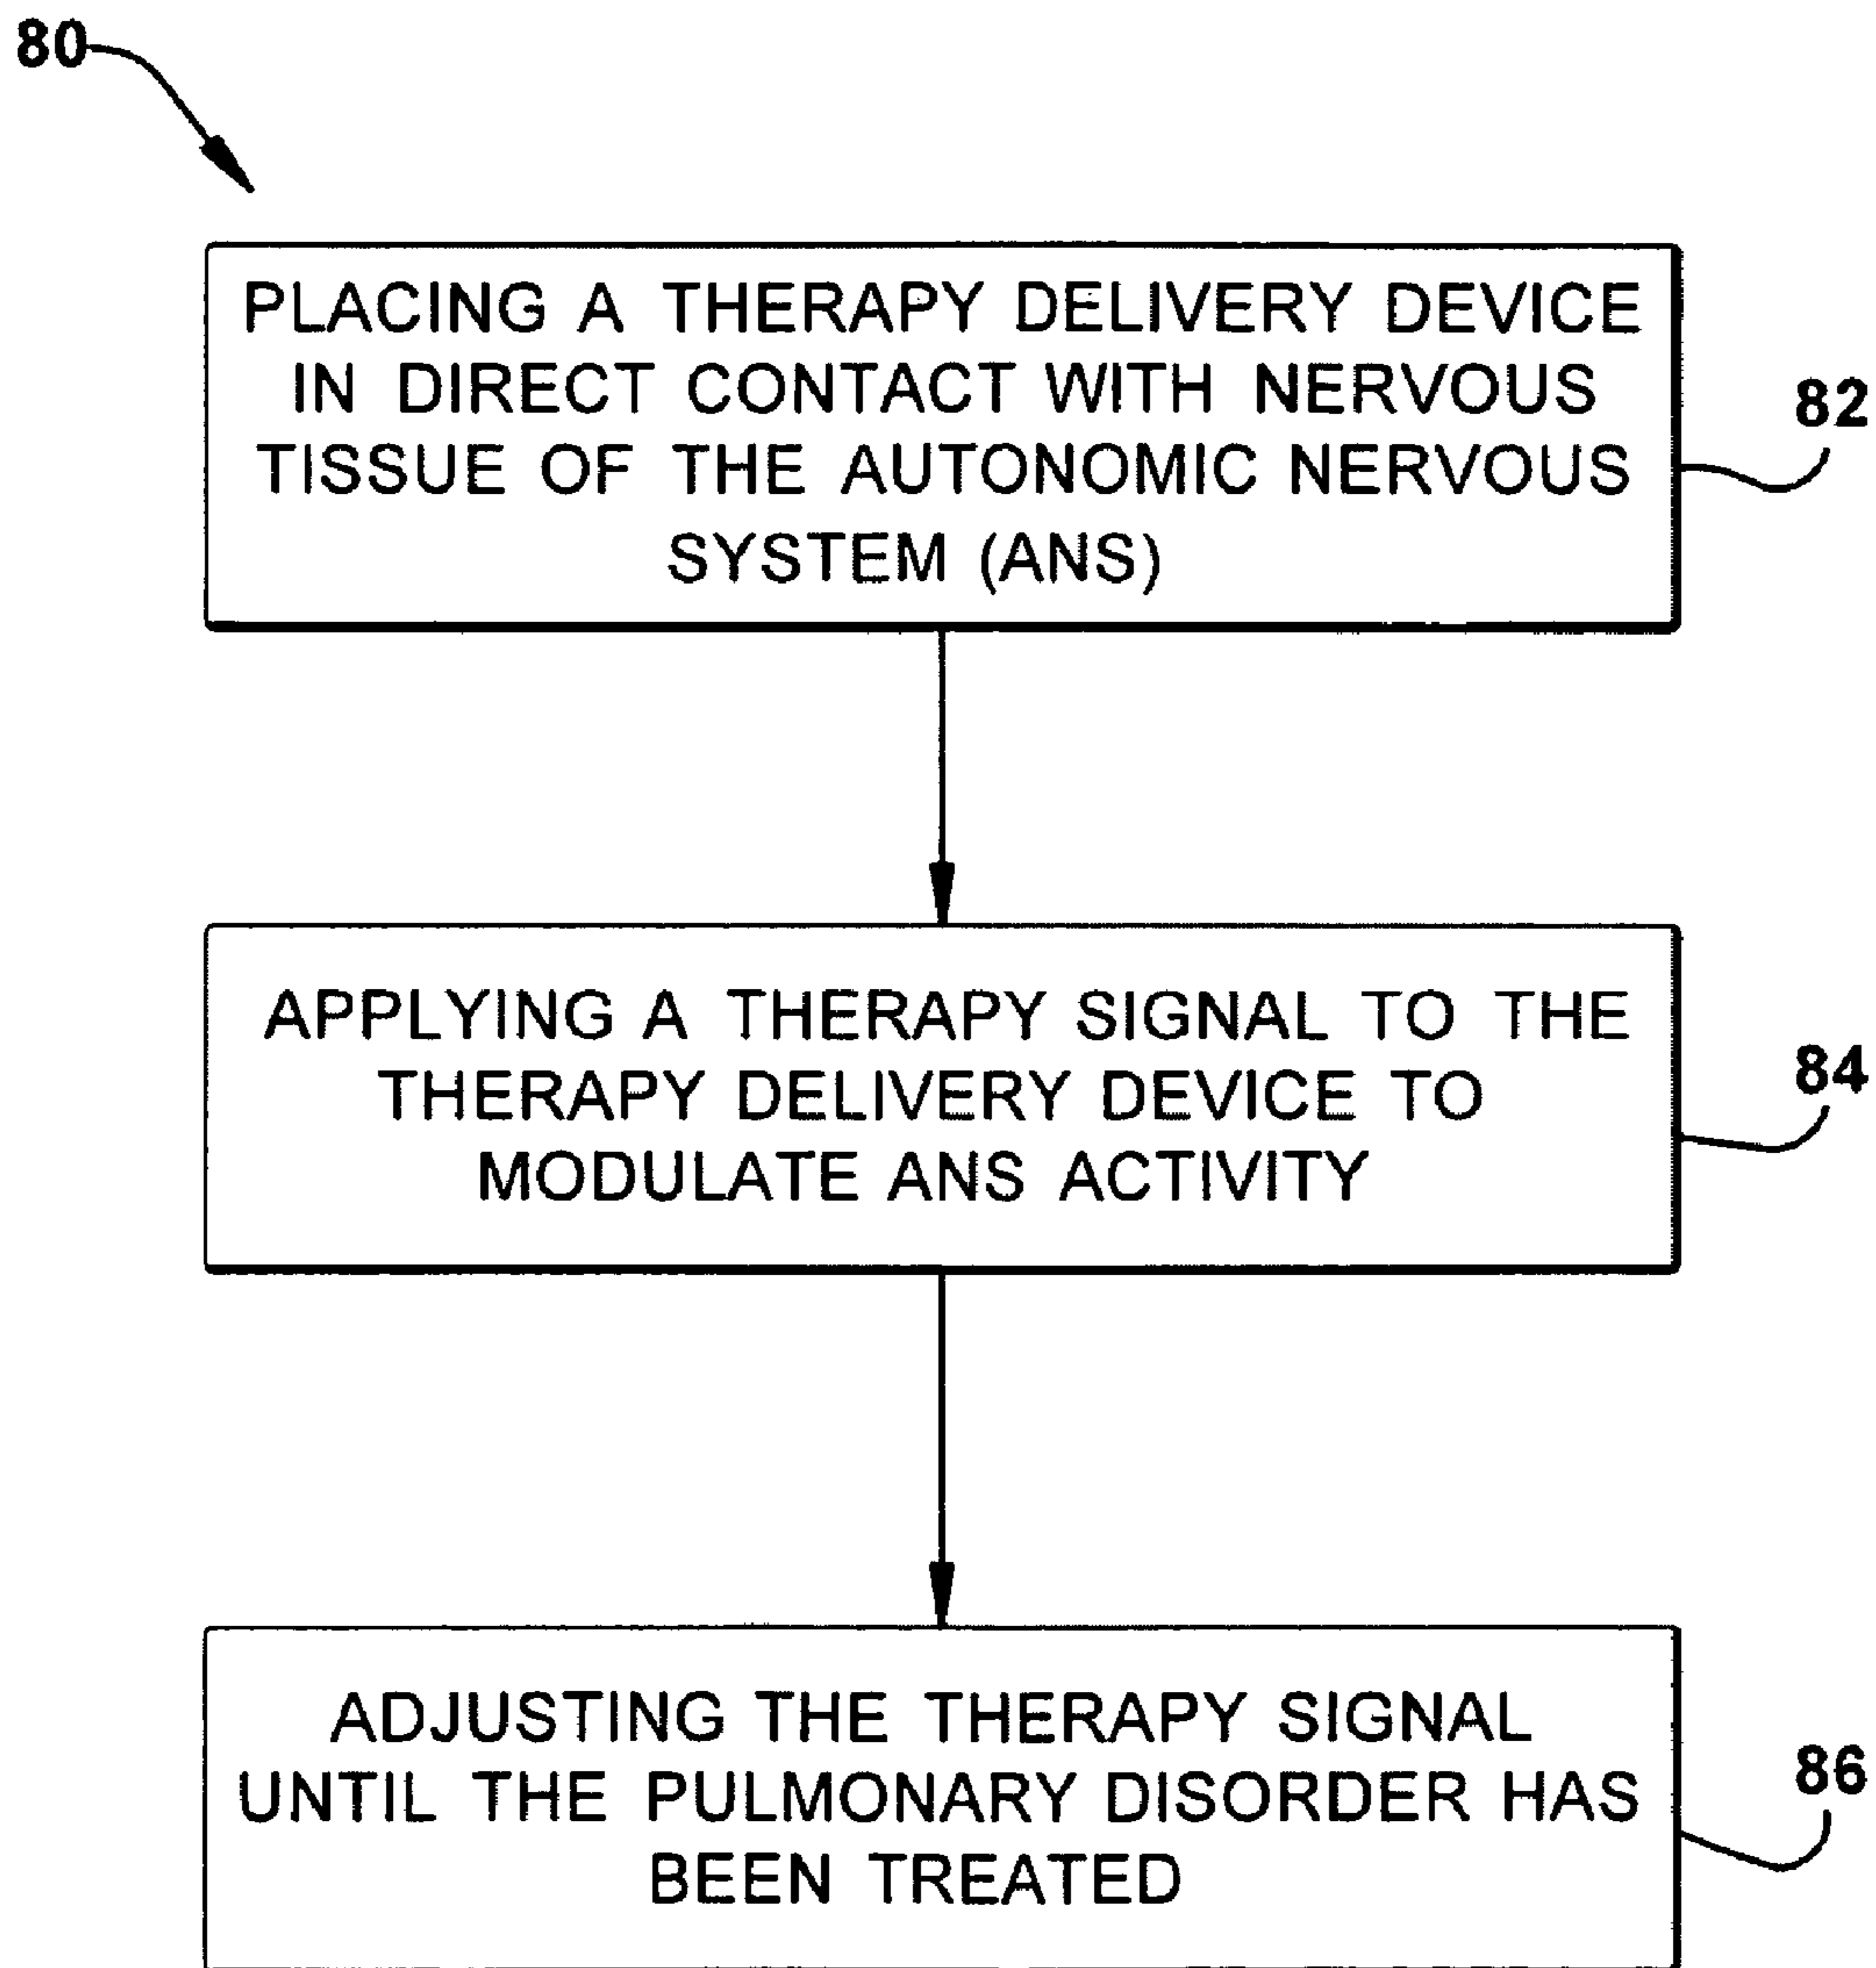 80
PLACING A THERAPY DELIVERY DEVICE
IN DIRECT CONTACT WITH NERVOUS
TISSUE OF THE AUTONOMIC NERVOUS
SYSTEM (ANS)
82
APPLYING A THERAPY SIGNAL TO THE
THERAPY DELIVERY DEVICE TO
MODULATE ANS ACTIVITY
84
ADJUSTING THE THERAPY SIGNAL
UNTIL THE PULMONARY DISORDER HAS
BEEN TREATED
86